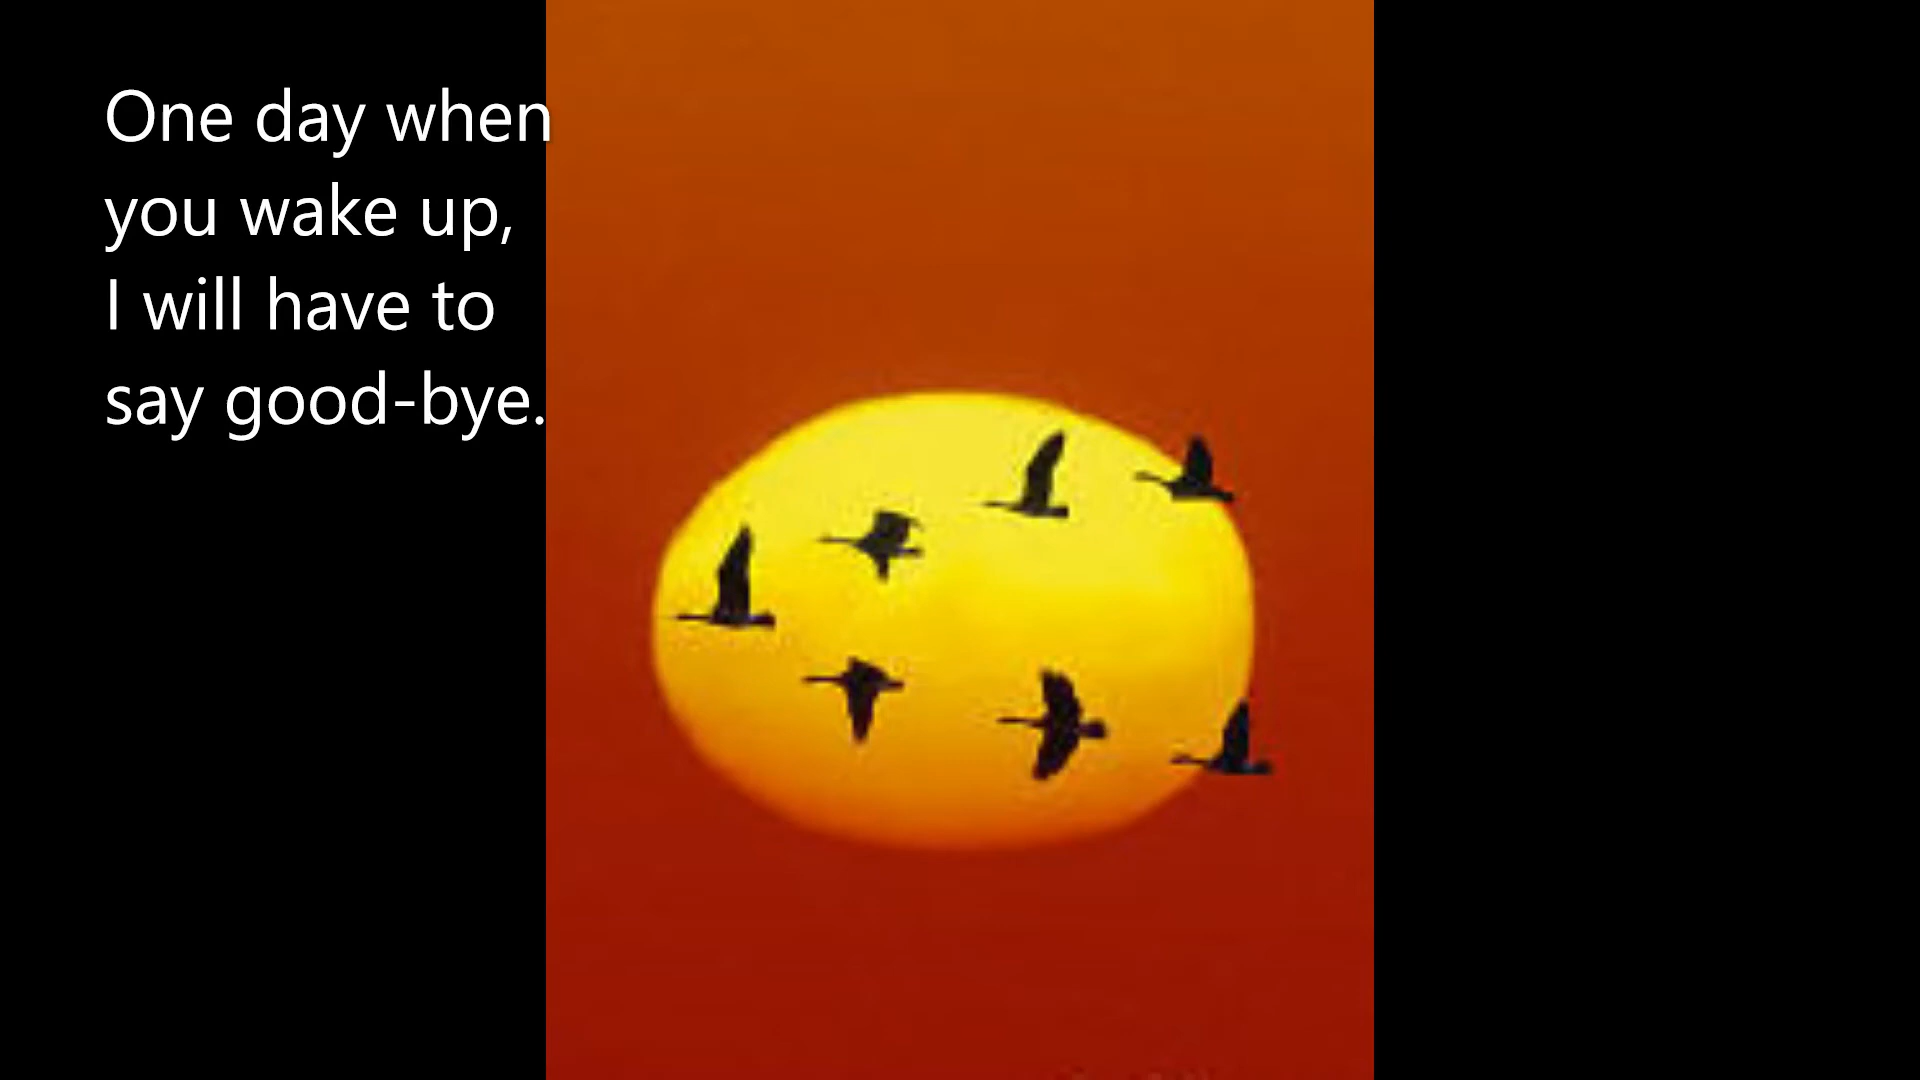 One day when
you wake up,
I will have to
say good-bye.